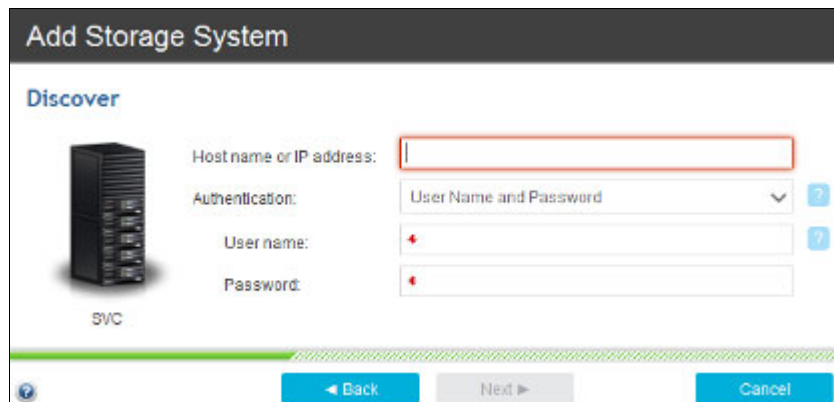 Add Storage System
Discover
Host name or IP address:
Authentication: User Name and Password ?
User name: * ?
Password: *
SVC
? ◄ Back Next ► Cancel